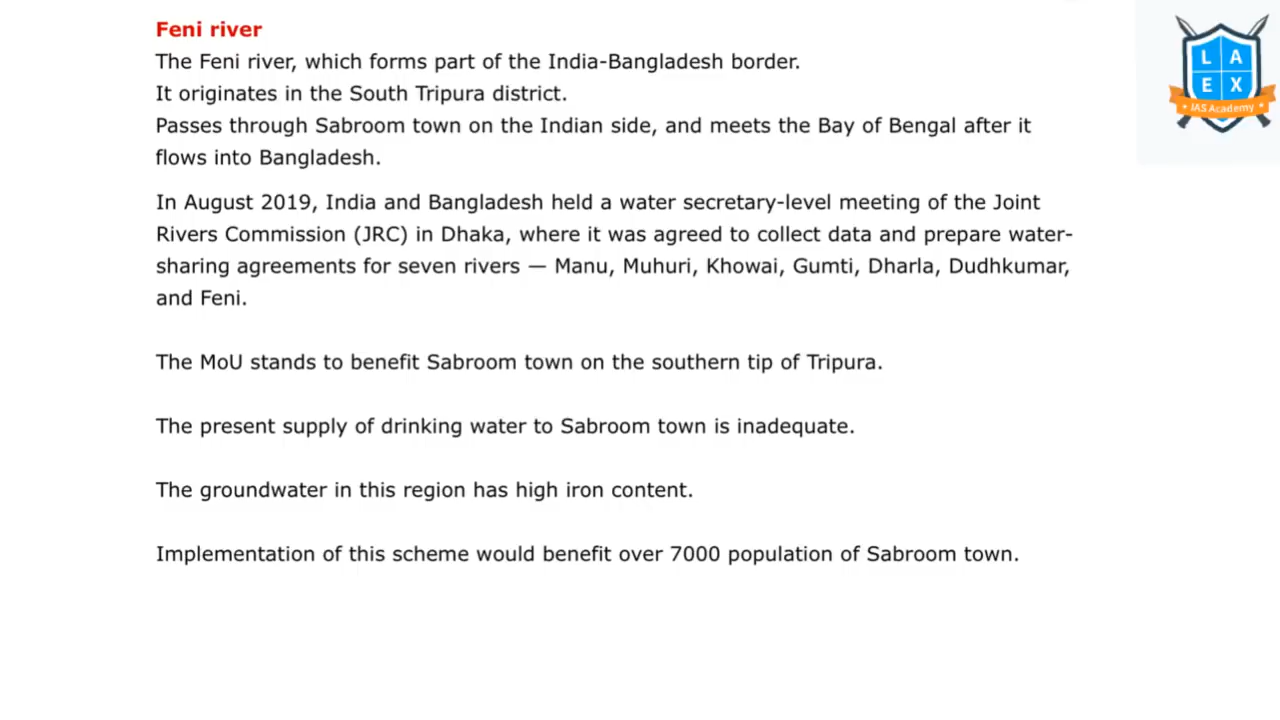 Feni river
The Feni river, which forms part of the India-Bangladesh border.
It originates in the South Tripura district.
Passes through Sabroom town on the Indian side, and meets the Bay of Bengal after it
flows into Bangladesh.
In August 2019, India and Bangladesh held a water secretary-level meeting of the Joint
Rivers Commission (JRC) in Dhaka, where it was agreed to collect data and prepare water-
sharing agreements for seven rivers — Manu, Muhuri, Khowai, Gumti, Dharla, Dudhkumar,
and Feni.
The MoU stands to benefit Sabroom town on the southern tip of Tripura.
The present supply of drinking water to Sabroom town is inadequate.
The groundwater in this region has high iron content.
Implementation of this scheme would benefit over 7000 population of Sabroom town.
L A
E X
IAS Academy